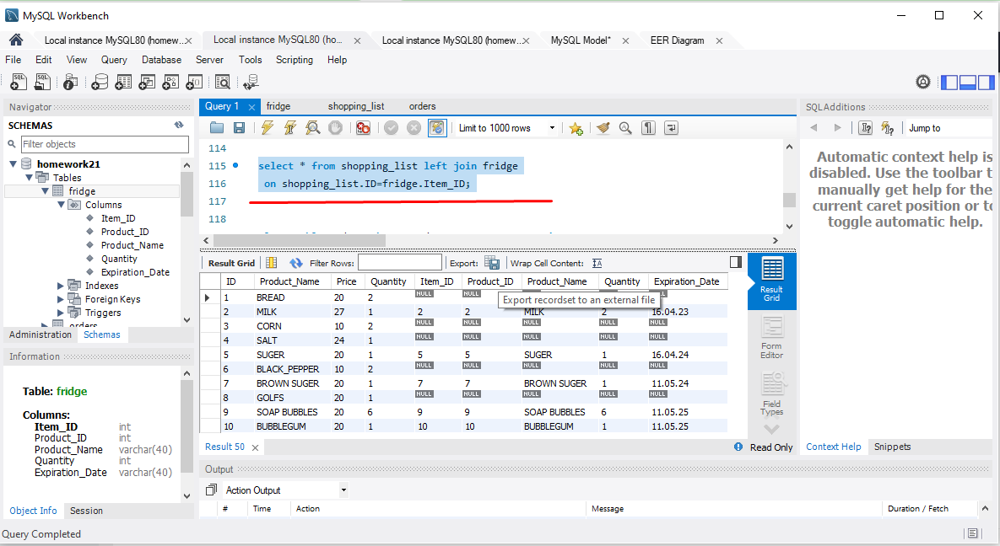 MySQL Workbench
Local instance MySQL80 (homew... Local instance MySQL80 (ho... Local instance MySQL80 (homew... MySQL Model* EER Diagram
File Edit View Query Database Server Tools Scripting Help
Navigator
SCHEMAS
Filter objects
homework21
Tables
fridge
Columns
Item_ID
Product_ID
Product_Name
Quantity
Expiration_Date
Indexes
Foreign Keys
Triggers
orders
Administration Schemas
Information
Table: fridge
Columns:
Item_ID int
Product_ID int
Product_Name varchar(40)
Quantity int
Expiration_Date varchar(40)
Object Info Session
Query 1 fridge shopping_list orders
Limit to 1000 rows
114
115 select * from shopping_list left join fridge
116 on shopping_list.ID=fridge.Item_ID;
117
118
Result Grid Filter Rows: Export: Wrap Cell Content:
ID Product_Name Price Quantity Item_ID Product_ID Product_Name Quantity Expiration_Date
1 BREAD 20 2 NULL NULL
Export recordset to an external file
2 MILK 27 1 2 2 MILK 2 16.04.23
3 CORN 10 2 NULL NULL NULL NULL NULL
4 SALT 24 1 NULL NULL NULL NULL NULL
5 SUGER 20 1 5 5 SUGER 1 16.04.24
6 BLACK_PEPPER 10 2 NULL NULL NULL NULL NULL
7 BROWN SUGER 20 1 7 7 BROWN SUGER 1 11.05.24
8 GOLFS 20 1 NULL NULL NULL NULL NULL
9 SOAP BUBBLES 20 6 9 9 SOAP BUBBLES 6 11.05.25
10 BUBBLEGUM 20 1 10 10 BUBBLEGUM 1 11.05.25
Result
Grid
Form
Editor
Field
Types
Result 50 Read Only
Output
Action Output
# Time Action Message Duration / Fetch
SQLAdditions
Jump to
Automatic context help is
disabled. Use the toolbar t
manually get help for the
current caret position or to
toggle automatic help.
Context Help Snippets
Query Completed